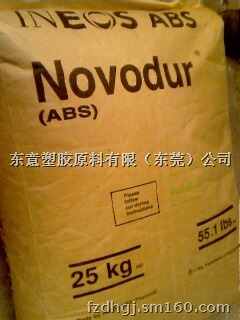 INEOS ABS
Novodur
(ABS)
东意塑胶原料有限（东莞）公司
Please
follow
our drying
instructions
25 kg net
55.1 lbs
fzdhgj.sm160.com